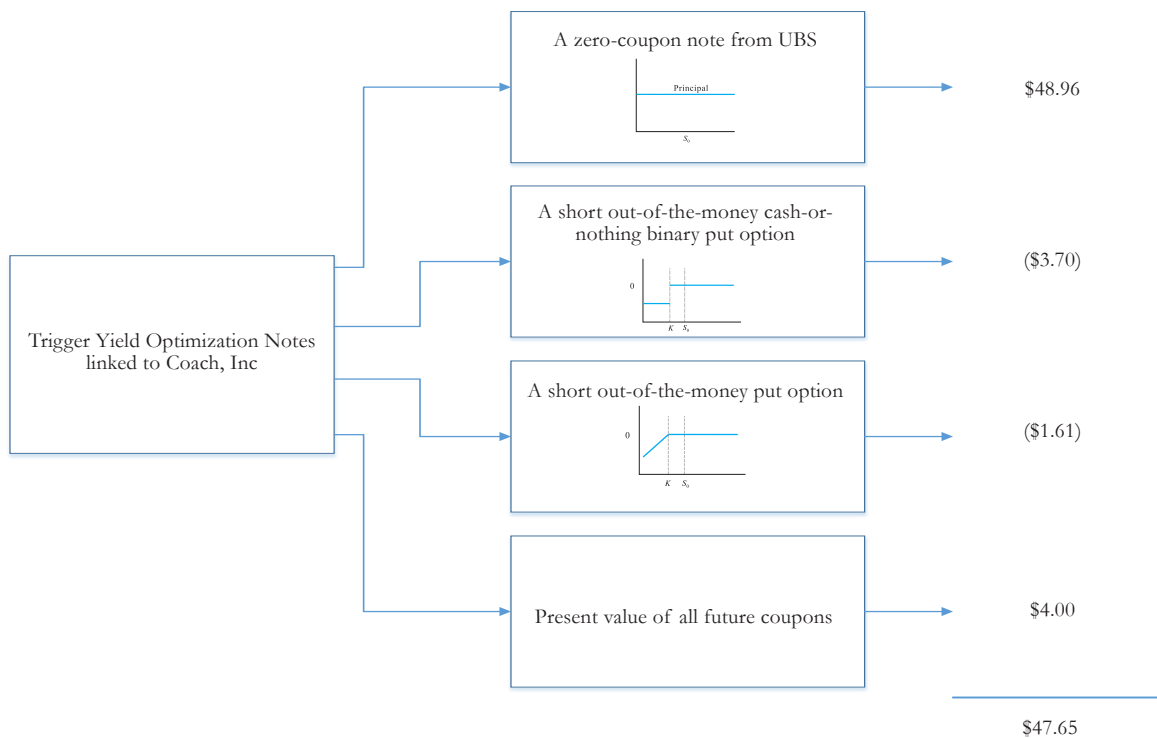 A zero-coupon note from UBS
Principal
S0
$48.96
A short out-of-the-money cash-or-
nothing binary put option
0
K
S0
($3.70)
Trigger Yield Optimization Notes
linked to Coach, Inc
A short out-of-the-money put option
0
K
S0
($1.61)
Present value of all future coupons
$4.00
$47.65